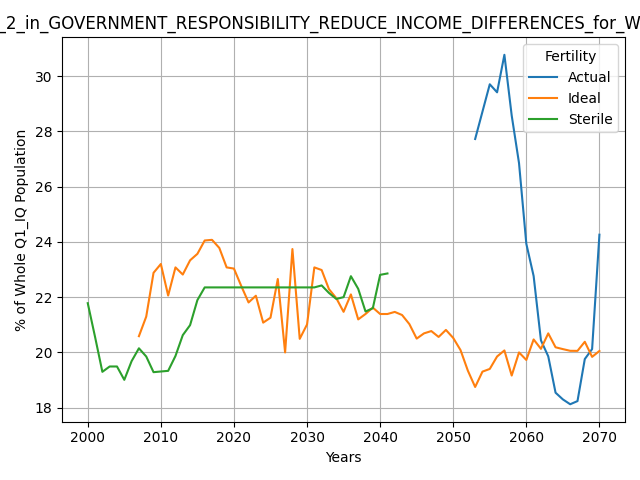 _2_in_GOVERNMENT_RESPONSIBILITY_REDUCE_INCOME_DIFFERENCES_for_W
Fertility
Actual
Ideal
Sterile
% of Whole Q1_IQ Population
30
28
26
24
22
20
18
2000 2010 2020 2030 2040 2050 2060 2070
Years